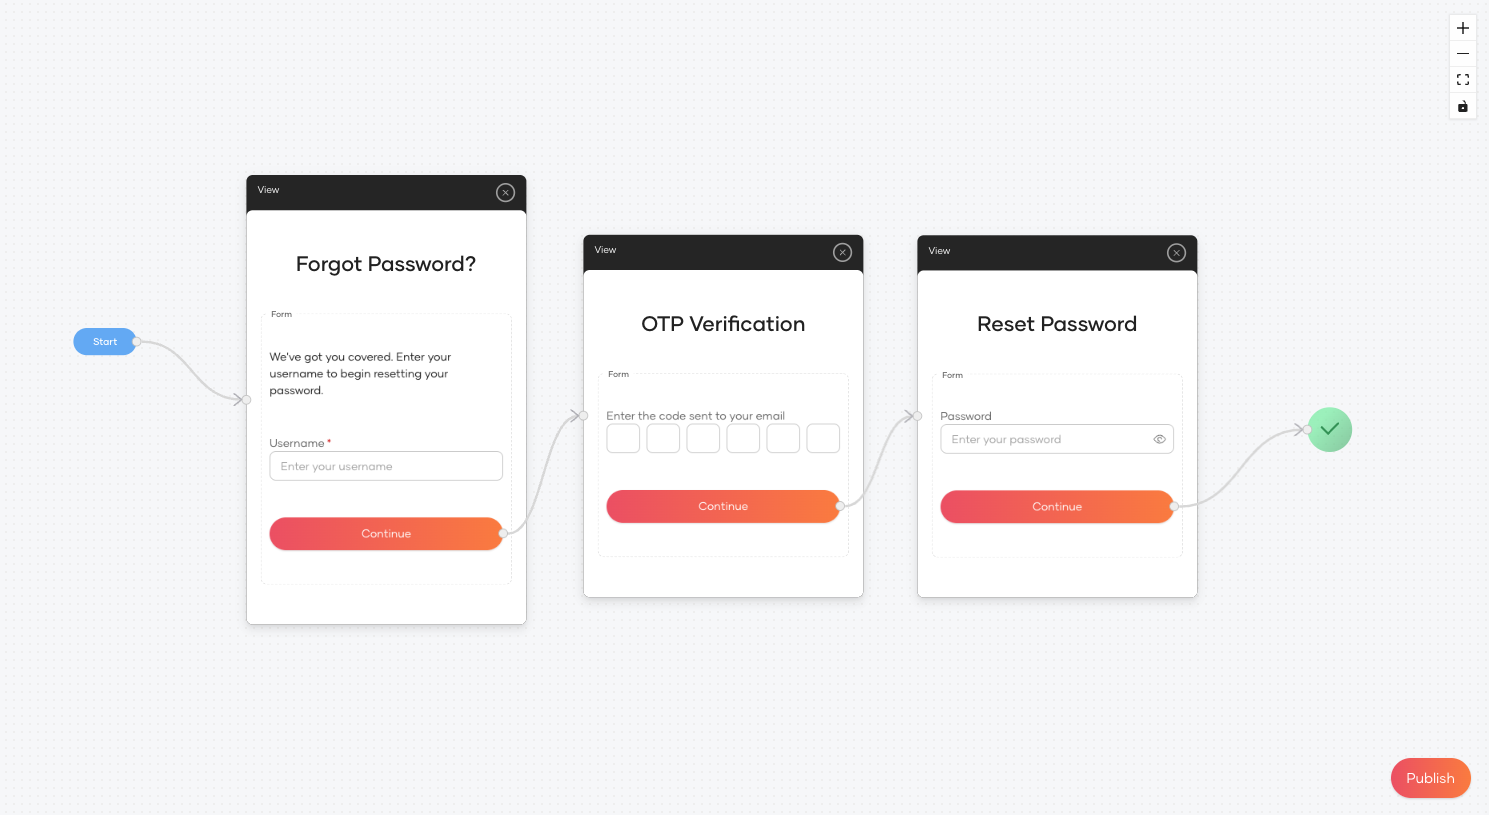 Start
View
Forgot Password?
Form
We've got you covered. Enter your
username to begin resetting your
password.
Username *
Enter your username
Continue
View
OTP Verification
Form
Enter the code sent to your email
Continue
View
Reset Password
Form
Password
Enter your password
Continue
Publish